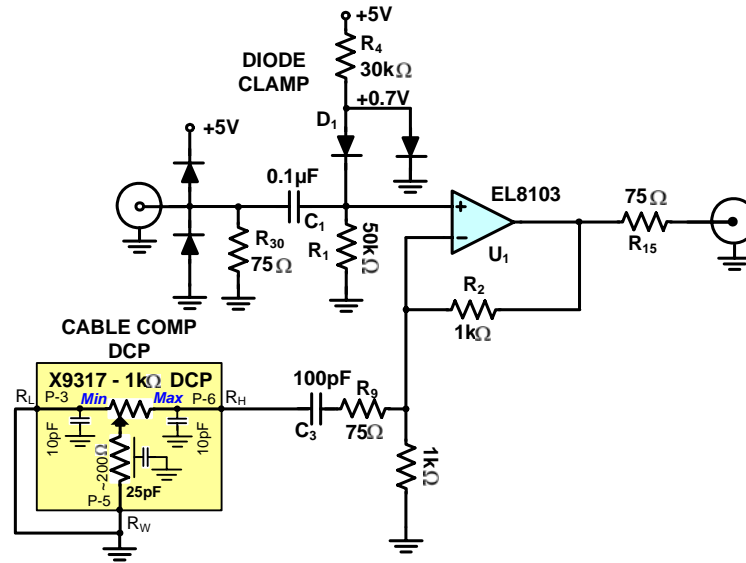 +5V
R4
30kΩ
DIODE
CLAMP
+0.7V
D1
+5V
0.1µF
C1
EL8103
+
−
U1
75Ω
R15
R30
75Ω
R1
50kΩ
R2
1kΩ
CABLE COMP
DCP
X9317 - 1kΩ DCP
RL
P-3
Min
Max
P-6
RH
10pF
10pF
~200Ω
25pF
P-5
RW
100pF
C3
R9
75Ω
1kΩ